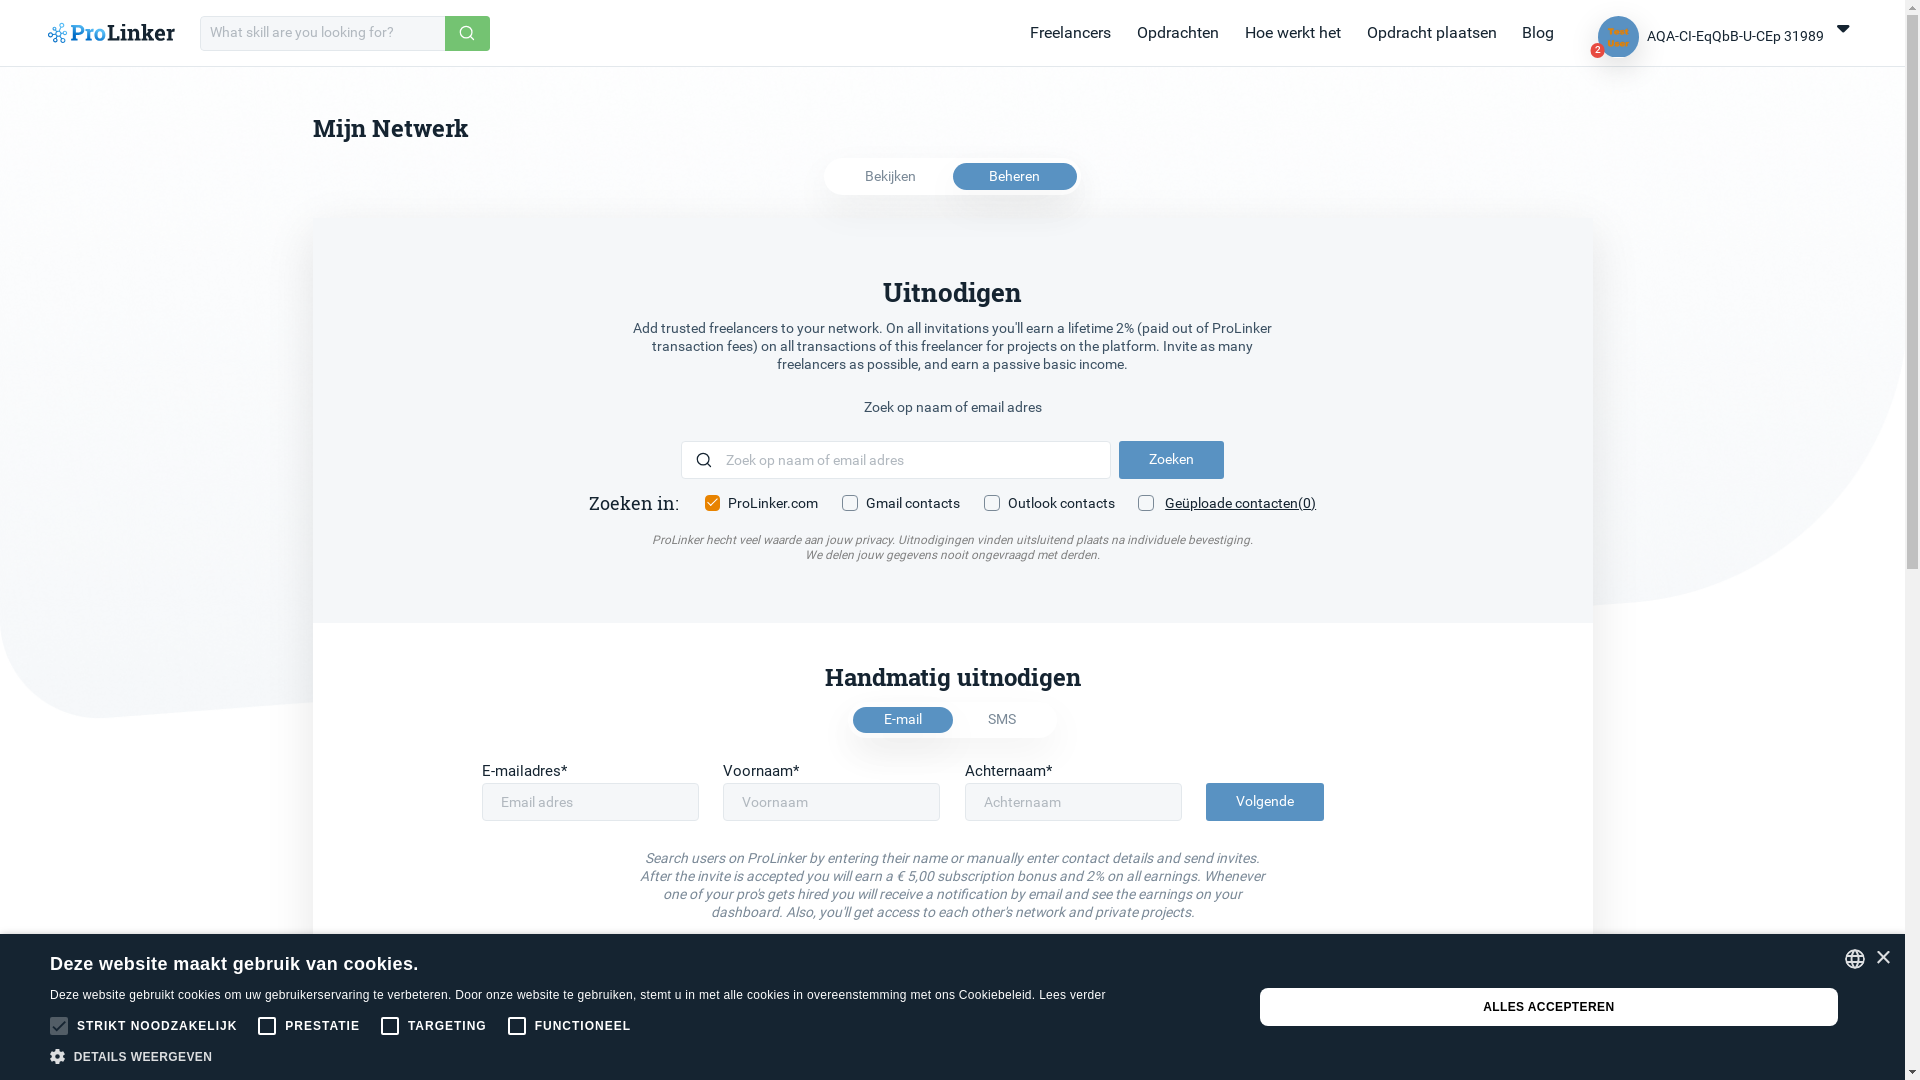 ProLinker
What skill are you looking for?
Freelancers
Opdrachten
Hoe werkt het
Opdracht plaatsen
Blog
Test
User
2
AQA-CI-EqQbB-U-CEp 31989
Mijn Netwerk
Bekijken
Beheren
Uitnodigen
Add trusted freelancers to your network. On all invitations you'll earn a lifetime 2% (paid out of ProLinker
transaction fees) on all transactions of this freelancer for projects on the platform. Invite as many
freelancers as possible, and earn a passive basic income.
Zoek op naam of email adres
Zoek op naam of email adres
Zoeken
Zoeken in:
ProLinker.com
Gmail contacts
Outlook contacts
Geüploade contacten(0)
ProLinker hecht veel waarde aan jouw privacy. Uitnodigingen vinden uitsluitend plaats na individuele bevestiging.
We delen jouw gegevens nooit ongevraagd met derden.
Handmatig uitnodigen
E-mail
SMS
E-mailadres*
Voornaam*
Achternaam*
Email adres
Voornaam
Achternaam
Volgende
Search users on ProLinker by entering their name or manually enter contact details and send invites.
After the invite is accepted you will earn a € 5,00 subscription bonus and 2% on all earnings. Whenever
one of your pro's gets hired you will receive a notification by email and see the earnings on your
dashboard. Also, you'll get access to each other's network and private projects.
Deze website maakt gebruik van cookies.
Deze website gebruikt cookies om uw gebruikerservaring te verbeteren. Door onze website te gebruiken, stemt u in met alle cookies in overeenstemming met ons Cookiebeleid. Lees verder
STRIKT NOODZAKELIJK
PRESTATIE
TARGETING
FUNCTIONEEL
DETAILS WEERGEVEN
ALLES ACCEPTEREN
×